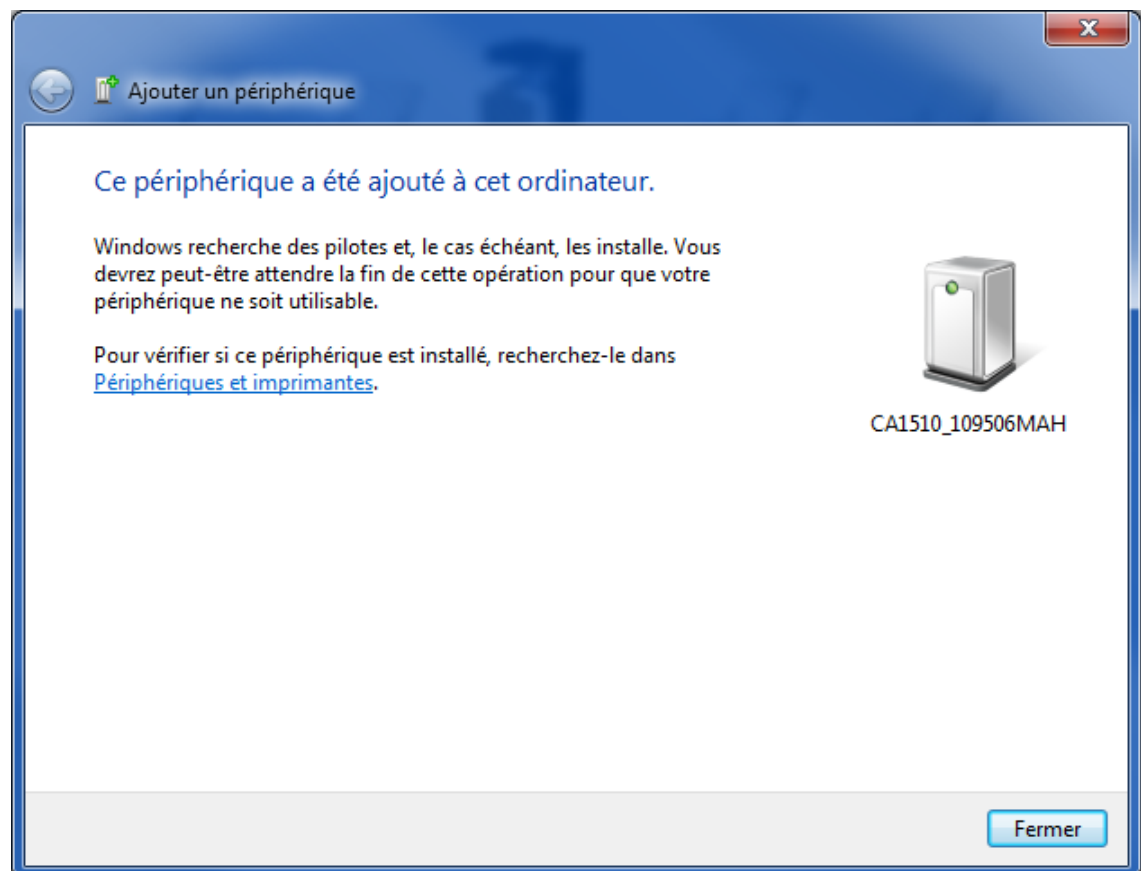 Ajouter un périphérique
Ce périphérique a été ajouté à cet ordinateur.
Windows recherche des pilotes et, le cas échéant, les installe. Vous
devrez peut-être attendre la fin de cette opération pour que votre
périphérique ne soit utilisable.
Pour vérifier si ce périphérique est installé, recherchez-le dans
Périphériques et imprimantes.
CA1510_109506MAH
Fermer